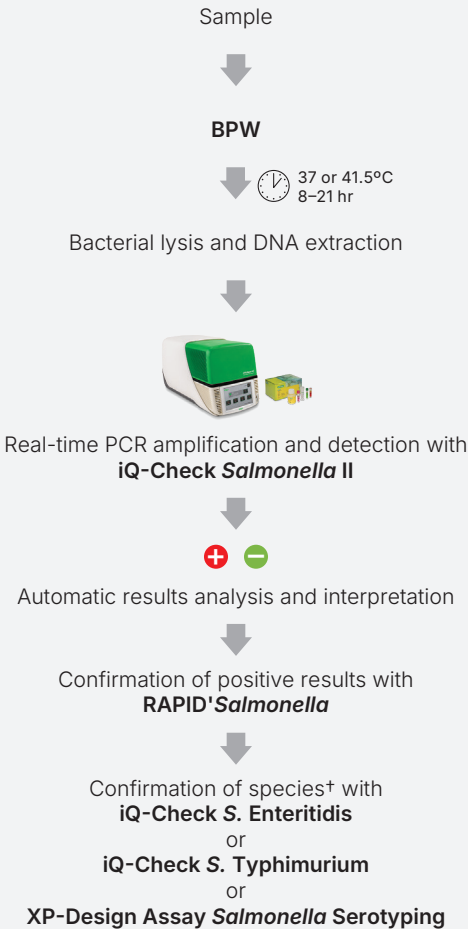 Sample
BPW
37 or 41.5ºC
8–21 hr
Bacterial lysis and DNA extraction
Real-time PCR amplification and detection with
iQ-Check Salmonella II
Automatic results analysis and interpretation
Confirmation of positive results with
RAPID'Salmonella
Confirmation of species† with
iQ-Check S. Enteritidis
or
iQ-Check S. Typhimurium
or
XP-Design Assay Salmonella Serotyping